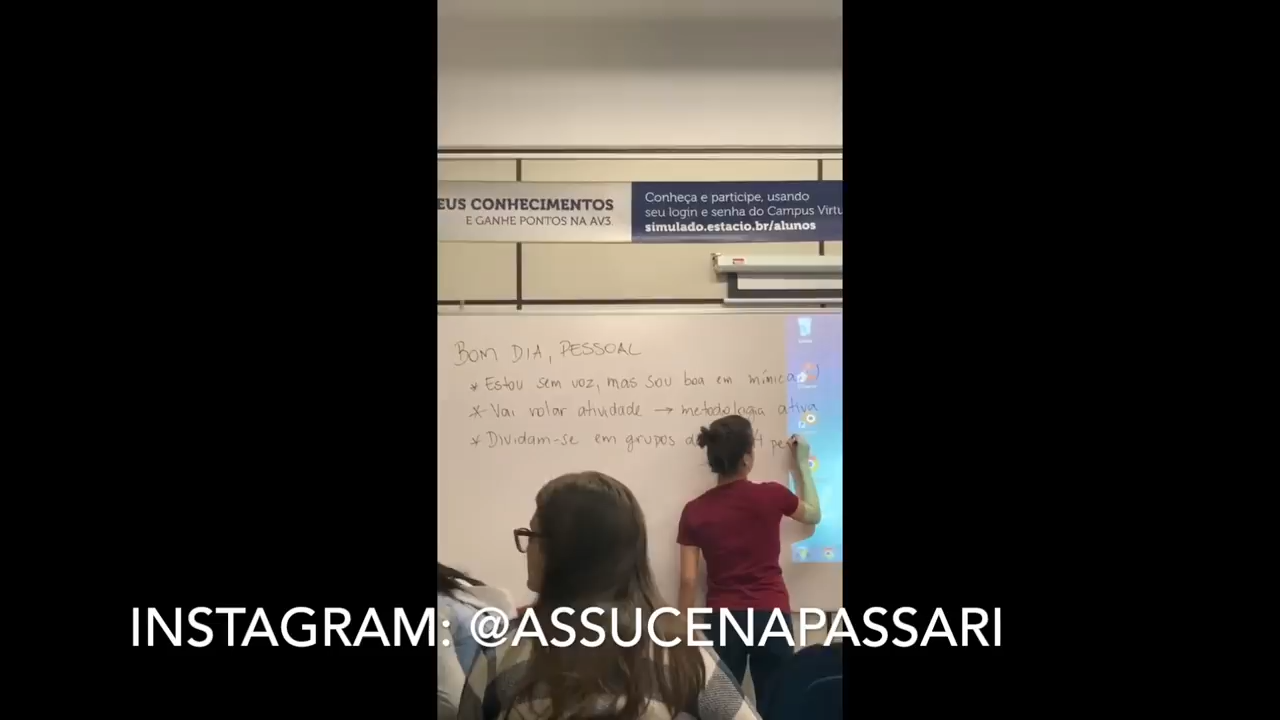 EUS CONHECIMENTOS
E GANHE PONTOS NA AV3.
Conheça e participe, usando
seu login e senha do Campus Virtu
simulado.estacio.br/alunos
BOM DIA, PESSOAL
* Estou sem voz, mas sou boa em mímica
* Vai rolar atividade → metodologia ativa
* Dividam-se em grupos 4 pe
INSTAGRAM: @ASSUCENAPASSARI